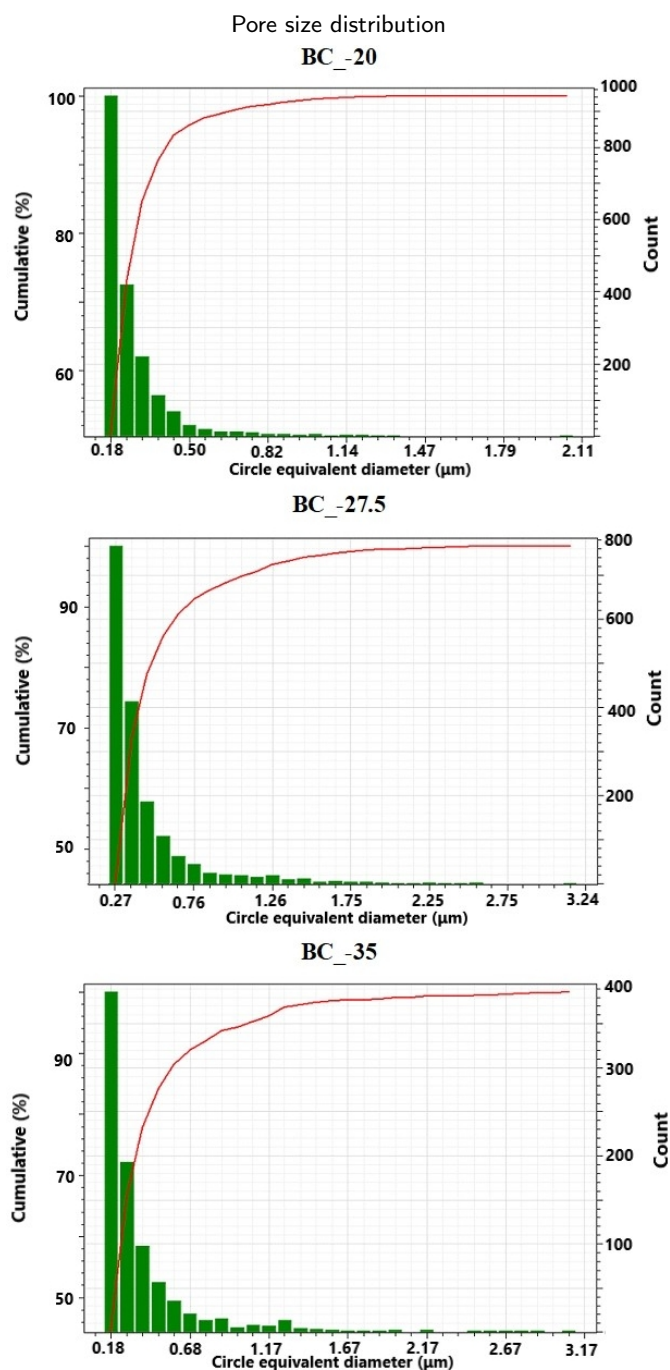 Pore size distribution
BC_-20
Cumulative (%)
100
80
60
1000
800
600
400
200
Count
0.18 0.50 0.82 1.14 1.47 1.79 2.11
Circle equivalent diameter (μm)
BC_-27.5
Cumulative (%)
90
70
50
800
600
400
200
Count
0.27 0.76 1.26 1.75 2.25 2.75 3.24
Circle equivalent diameter (μm)
BC_-35
Cumulative (%)
90
70
50
400
300
200
100
Count
0.18 0.68 1.17 1.67 2.17 2.67 3.17
Circle equivalent diameter (μm)